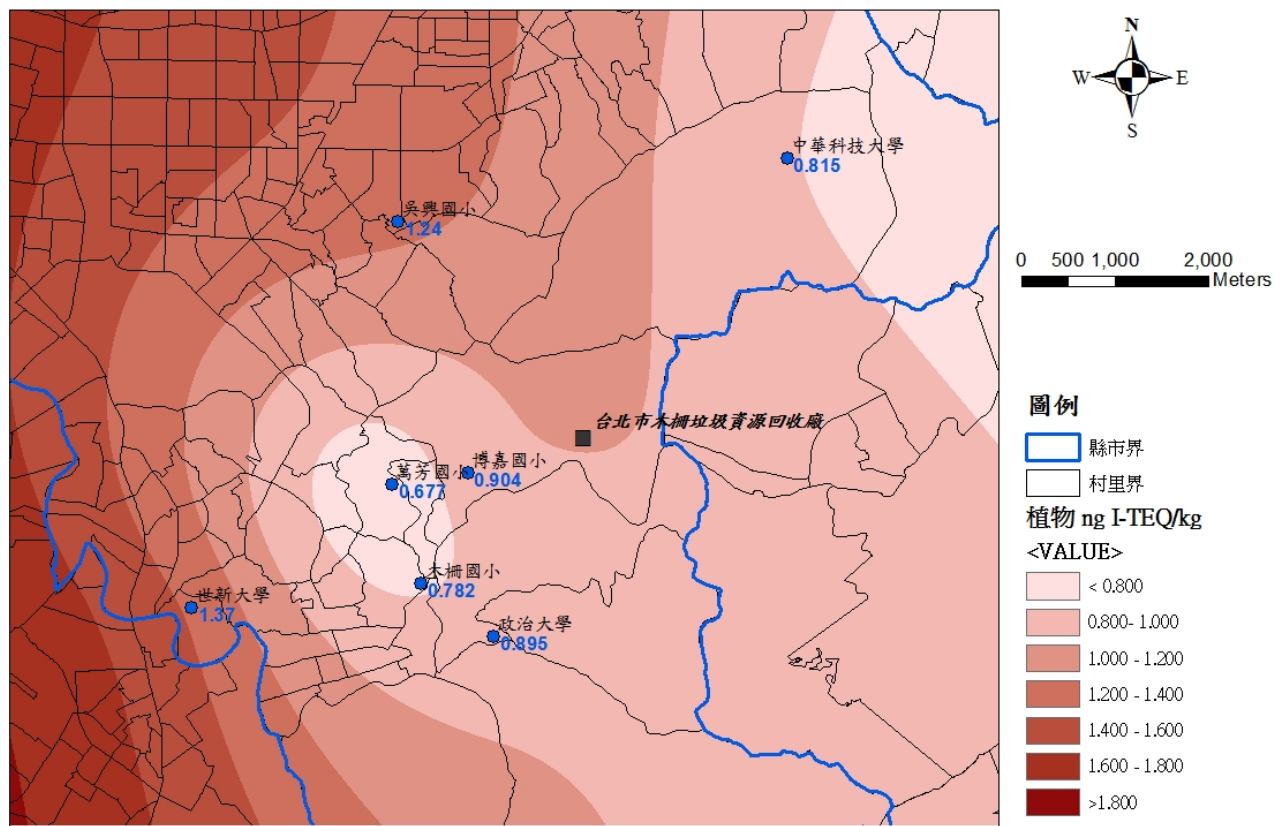 中華科技大學
0.815
吳興國小
1.24
台北市木柵垃圾資源回收廠
博嘉國小
0.904
萬芳國小
0.677
木柵國小
0.782
世新大學
1.37
政治大學
0.895
N
W E
S
0 500 1,000 2,000
Meters
圖例
縣市界
村里界
植物 ng I-TEQ/kg
<VALUE>
< 0.800
0.800- 1.000
1.000 - 1.200
1.200 - 1.400
1.400 - 1.600
1.600 - 1.800
>1.800